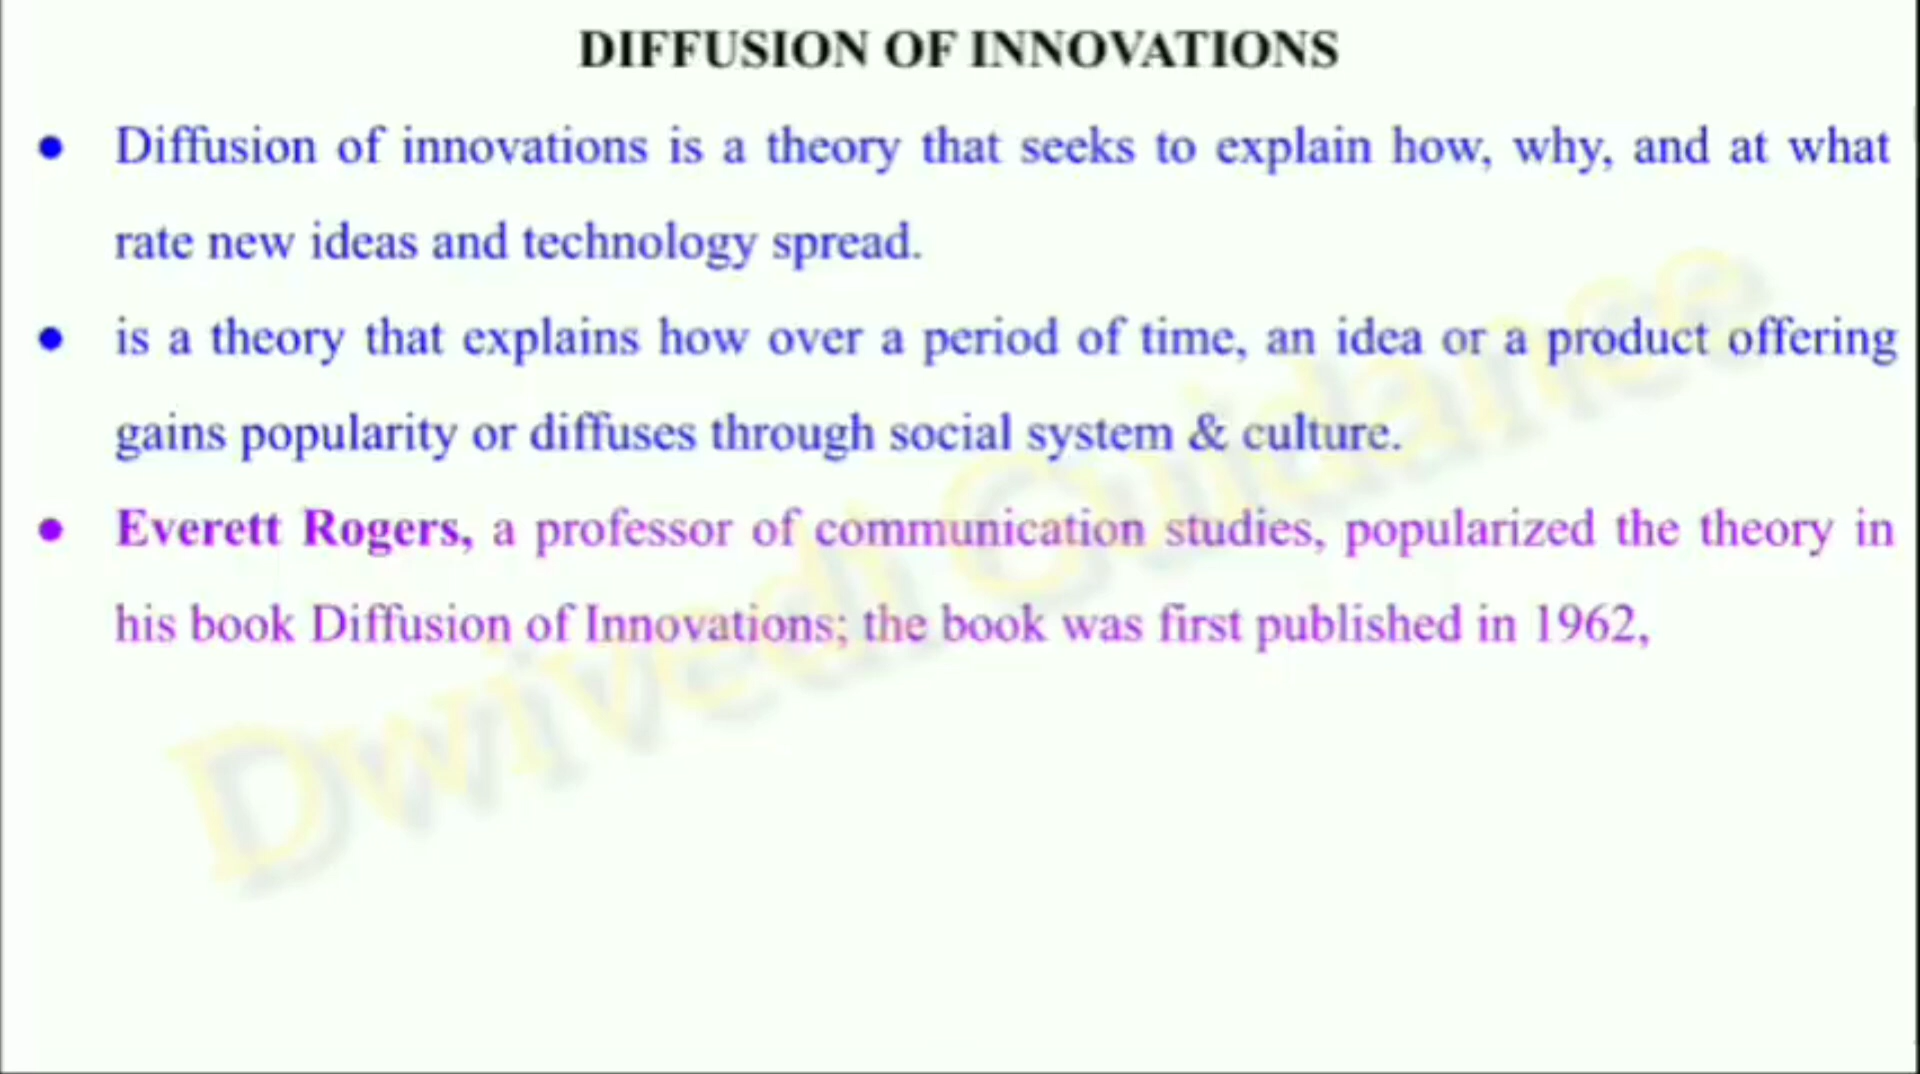 DIFFUSION OF INNOVATIONS
● Diffusion of innovations is a theory that seeks to explain how, why, and at what
rate new ideas and technology spread.
● is a theory that explains how over a period of time, an idea or a product offering
gains popularity or diffuses through social system & culture.
● Everett Rogers, a professor of communication studies, popularized the theory in
his book Diffusion of Innovations; the book was first published in 1962,
Dwivedi Guidance